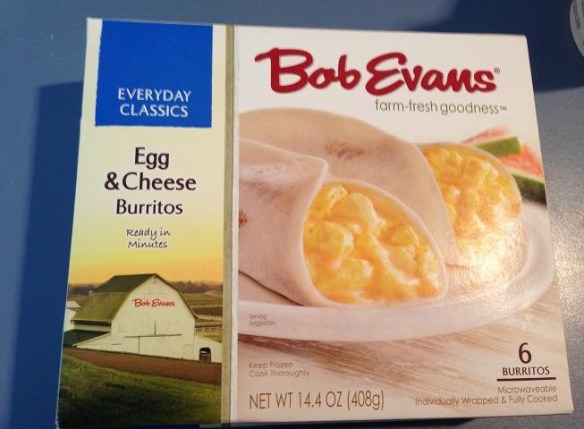 EVERYDAY
CLASSICS
Egg
& Cheese
Burritos
Ready in
Minutes
Bob Evans
Bob Evans®
farm-fresh goodness™
Serving
Suggestion
Keep Frozen
Cook Thoroughly
NET WT 14.4 OZ (408g)
6
BURRITOS
Microwaveable
Individually Wrapped & Fully Cooked